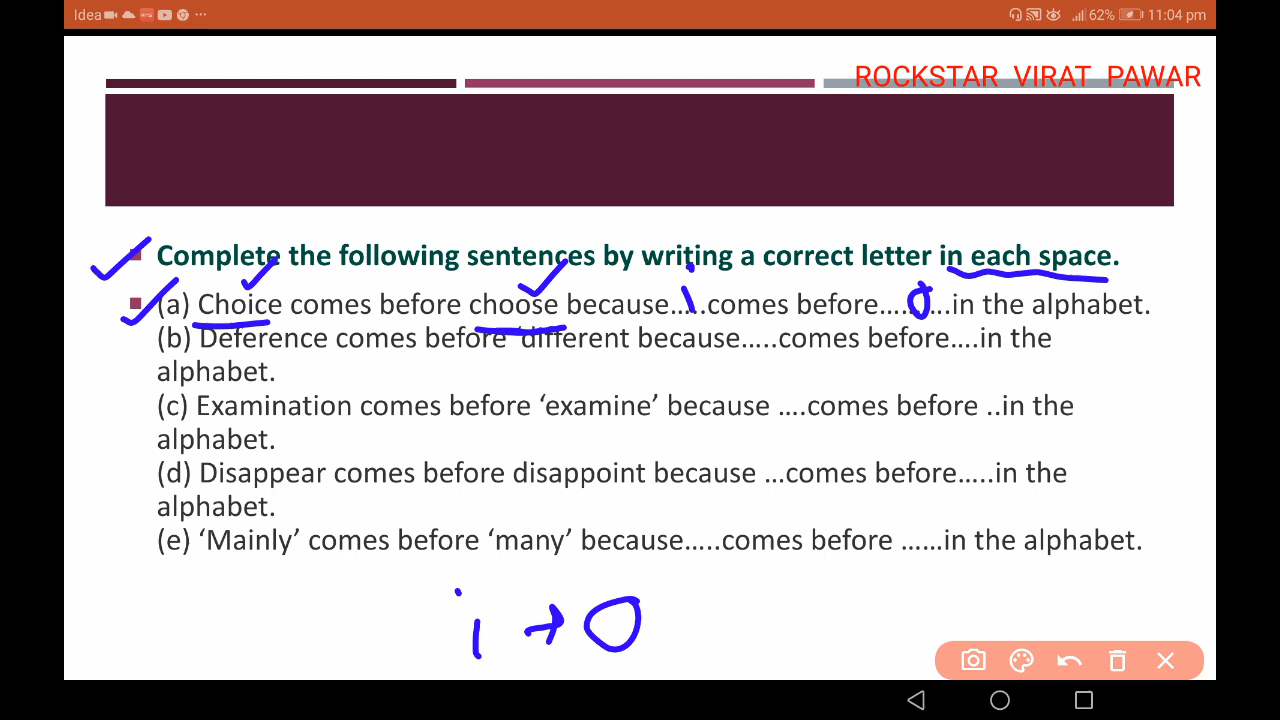 Idea
62% 11:04 pm
ROCKSTAR VIRAT PAWAR
Complete the following sentences by writing a correct letter in each space.
(a) Choice comes before choose because…i..comes before….o..in the alphabet.
(b) Deference comes before ‘different because…..comes before….in the
alphabet.
(c) Examination comes before ‘examine’ because ….comes before ..in the
alphabet.
(d) Disappear comes before disappoint because …comes before…..in the
alphabet.
(e) ‘Mainly’ comes before ‘many’ because…..comes before ……in the alphabet.
i → o